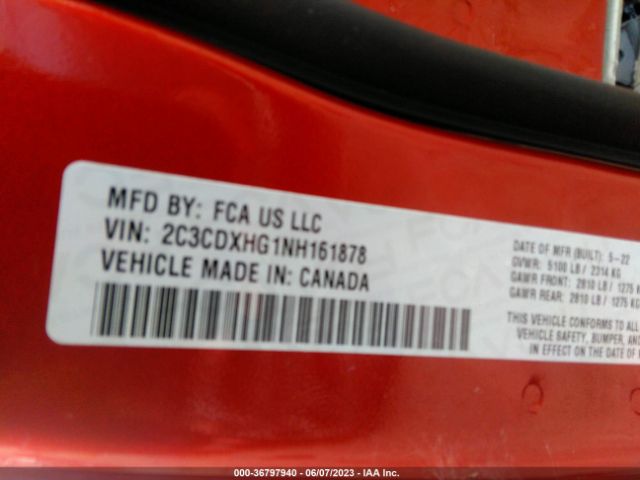 MFD BY: FCA US LLC
VIN: 2C3CDXHG1NH161878
VEHICLE MADE IN: CANADA
DATE OF MFR (BUILT): 5-22
GVWR: 5100 LB / 2314 KG
GAWR FRONT: 2810 LB / 1275 K
GAWR REAR: 2810 LB / 1275 KG
THIS VEHICLE CONFORMS TO ALL
VEHICLE SAFETY, BUMPER, AND
IN EFFECT ON THE DATE OF
000-36797940 - 06/07/2023 - IAA Inc.